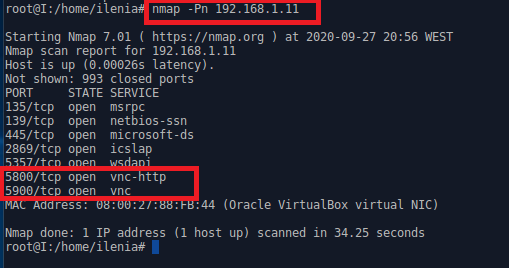 root@I:/home/ilenia# nmap -Pn 192.168.1.11
Starting Nmap 7.01 ( https://nmap.org ) at 2020-09-27 20:56 WEST
Nmap scan report for 192.168.1.11
Host is up (0.00026s latency).
Not shown: 993 closed ports
PORT     STATE SERVICE
135/tcp  open  msrpc
139/tcp  open  netbios-ssn
445/tcp  open  microsoft-ds
2869/tcp open  icslap
5357/tcp open  wsdapi
5800/tcp open  vnc-http
5900/tcp open  vnc
MAC Address: 08:00:27:88:FB:44 (Oracle VirtualBox virtual NIC)
Nmap done: 1 IP address (1 host up) scanned in 34.25 seconds
root@I:/home/ilenia#